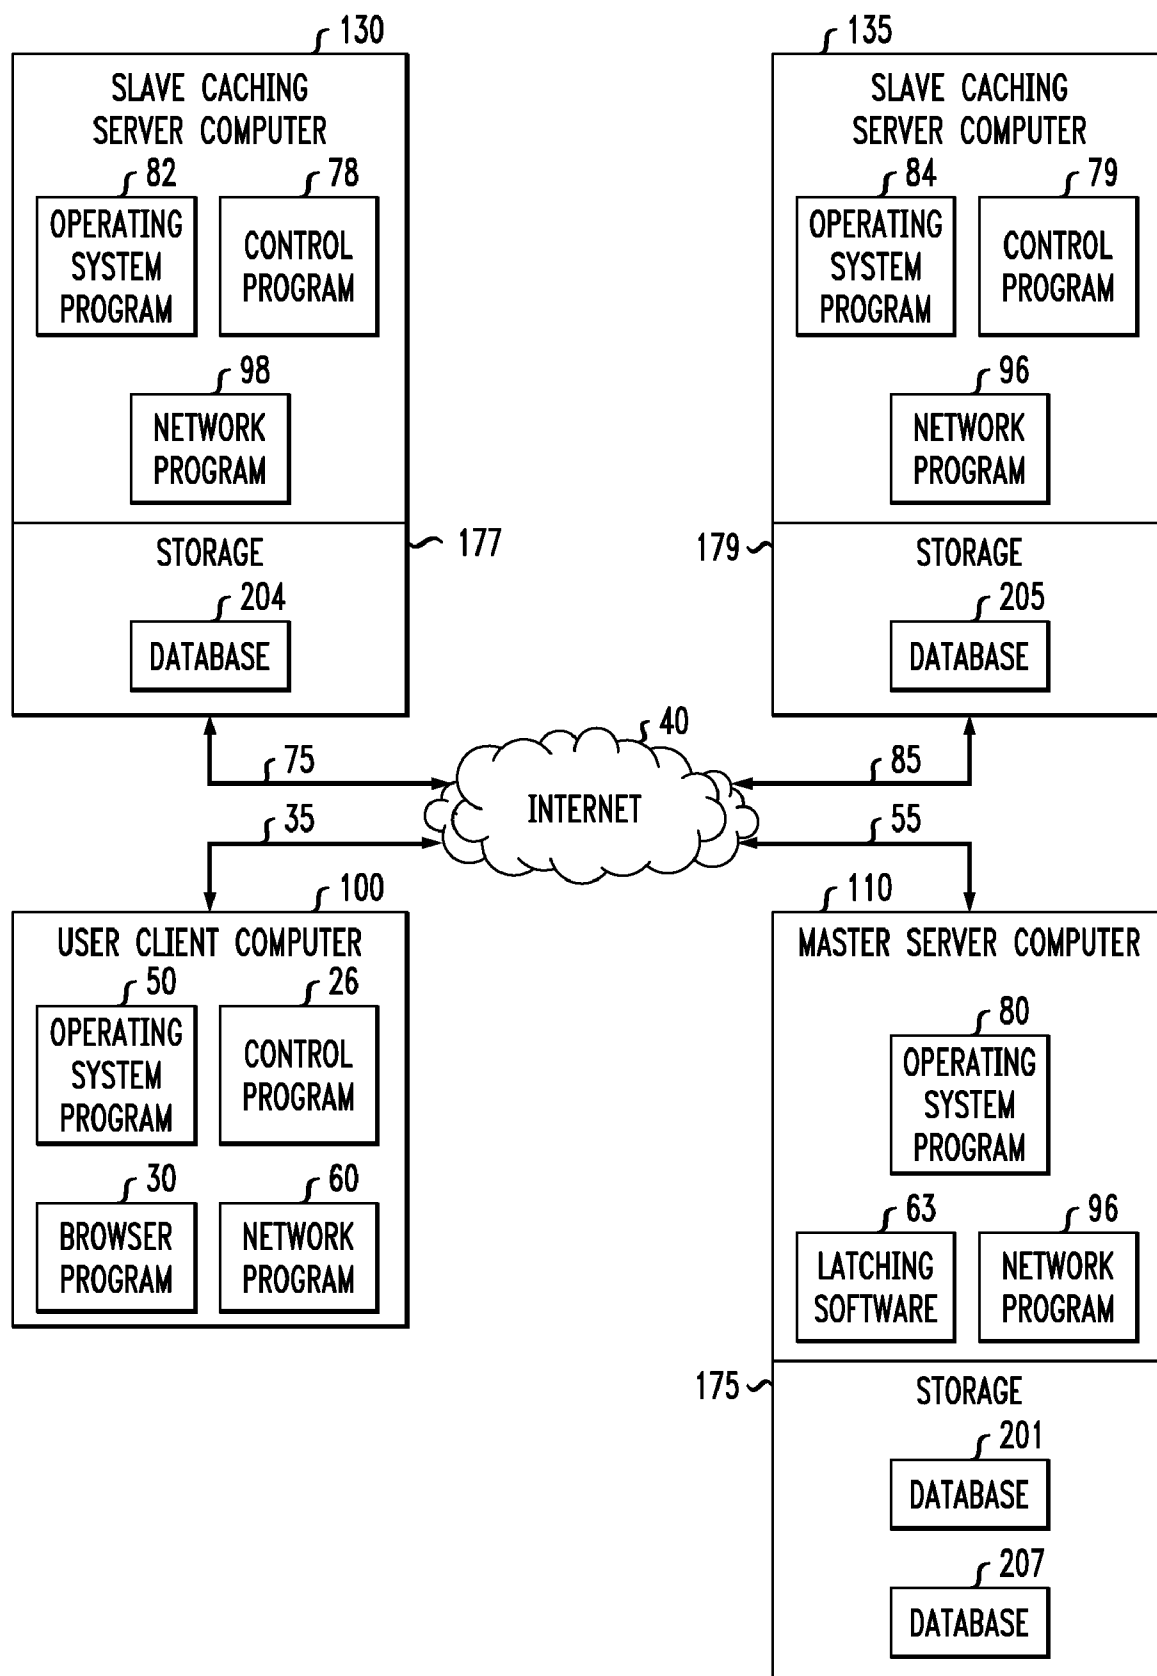 130
SLAVE CACHING
SERVER COMPUTER
82
OPERATING
SYSTEM
PROGRAM
78
CONTROL
PROGRAM
98
NETWORK
PROGRAM
177
STORAGE
204
DATABASE
135
SLAVE CACHING
SERVER COMPUTER
84
OPERATING
SYSTEM
PROGRAM
79
CONTROL
PROGRAM
96
NETWORK
PROGRAM
179
STORAGE
205
DATABASE
75
40
INTERNET
85
35
55
100
USER CLIENT COMPUTER
50
OPERATING
SYSTEM
PROGRAM
26
CONTROL
PROGRAM
30
BROWSER
PROGRAM
60
NETWORK
PROGRAM
110
MASTER SERVER COMPUTER
80
OPERATING
SYSTEM
PROGRAM
63
LATCHING
SOFTWARE
96
NETWORK
PROGRAM
175
STORAGE
201
DATABASE
207
DATABASE